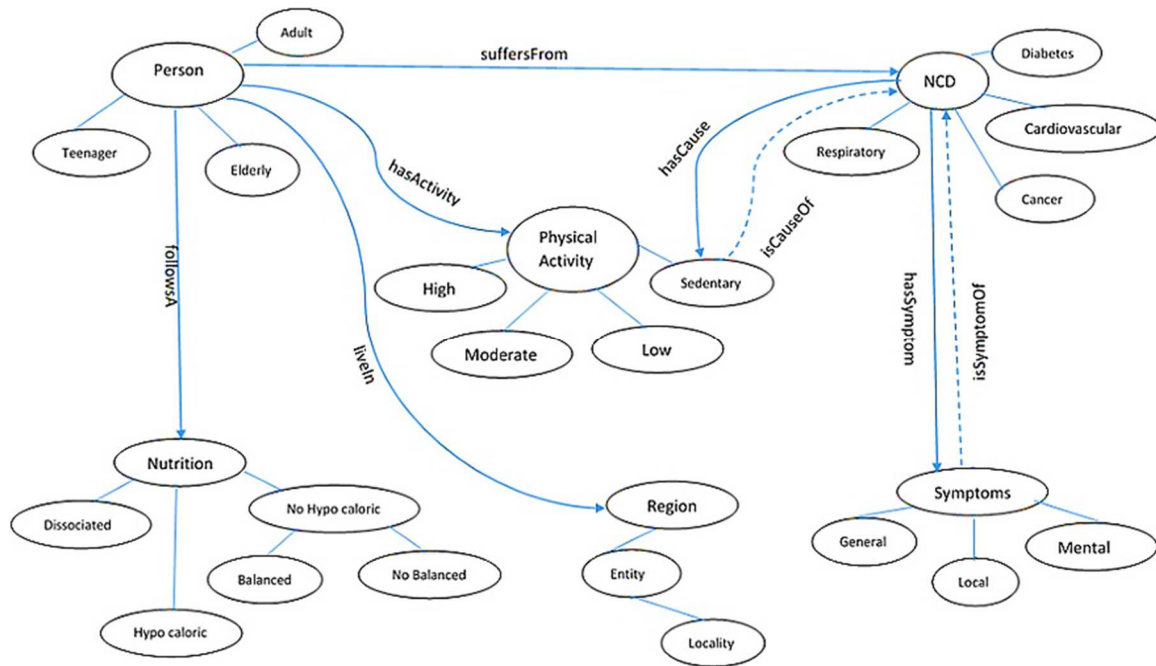 Adult
Person
suffersFrom
Diabetes
NCD
Teenager
Elderly
hasActivity
hasCause
Respiratory
Cardiovascular
Cancer
isCauseOf
Physical
Activity
High
Sedentary
Moderate
Low
followsA
liveIn
hasSymptom
isSymptomOf
Nutrition
Dissociated
No Hypo caloric
Balanced
No Balanced
Hypo caloric
Region
Entity
Locality
Symptoms
General
Local
Mental